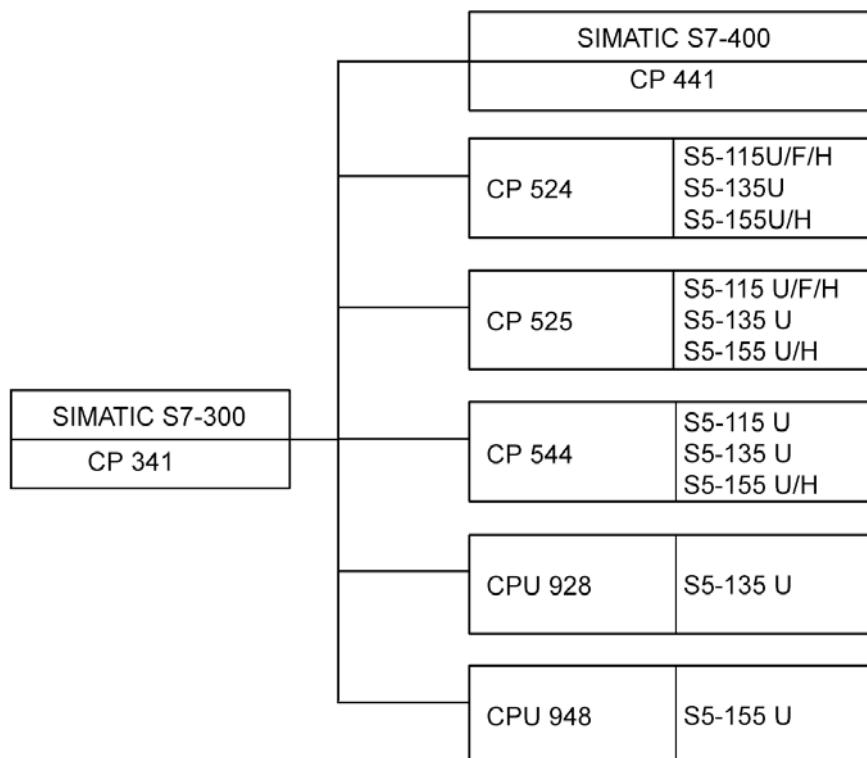 SIMATIC S7-400
CP 441
CP 524
S5-115U/F/H
S5-135U
S5-155U/H
CP 525
S5-115 U/F/H
S5-135 U
S5-155 U/H
SIMATIC S7-300
CP 341
CP 544
S5-115 U
S5-135 U
S5-155 U/H
CPU 928
S5-135 U
CPU 948
S5-155 U